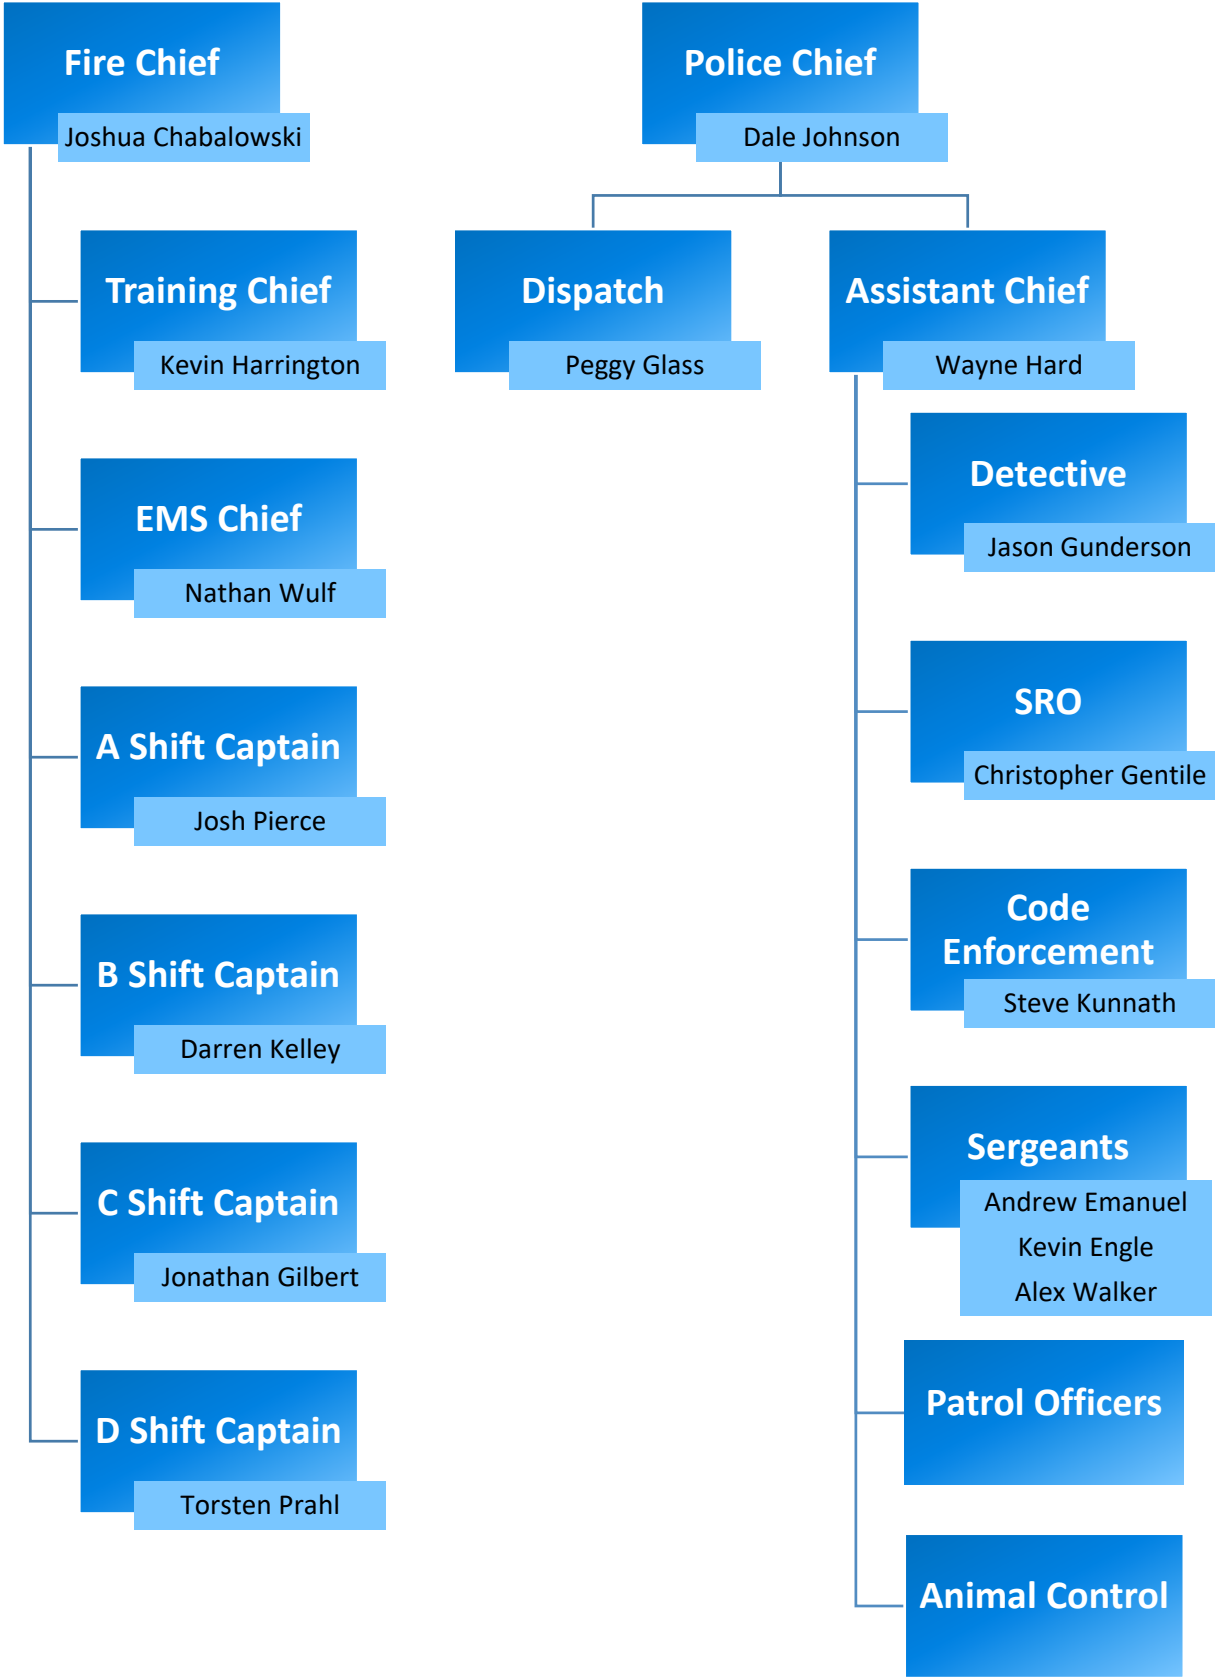 Fire Chief
Joshua Chabalowski
Training Chief
Kevin Harrington
EMS Chief
Nathan Wulf
A Shift Captain
Josh Pierce
B Shift Captain
Darren Kelley
C Shift Captain
Jonathan Gilbert
D Shift Captain
Torsten Prahl
Police Chief
Dale Johnson
Dispatch
Peggy Glass
Assistant Chief
Wayne Hard
Detective
Jason Gunderson
SRO
Christopher Gentile
Code
Enforcement
Steve Kunnath
Sergeants
Andrew Emanuel
Kevin Engle
Alex Walker
Patrol Officers
Animal Control